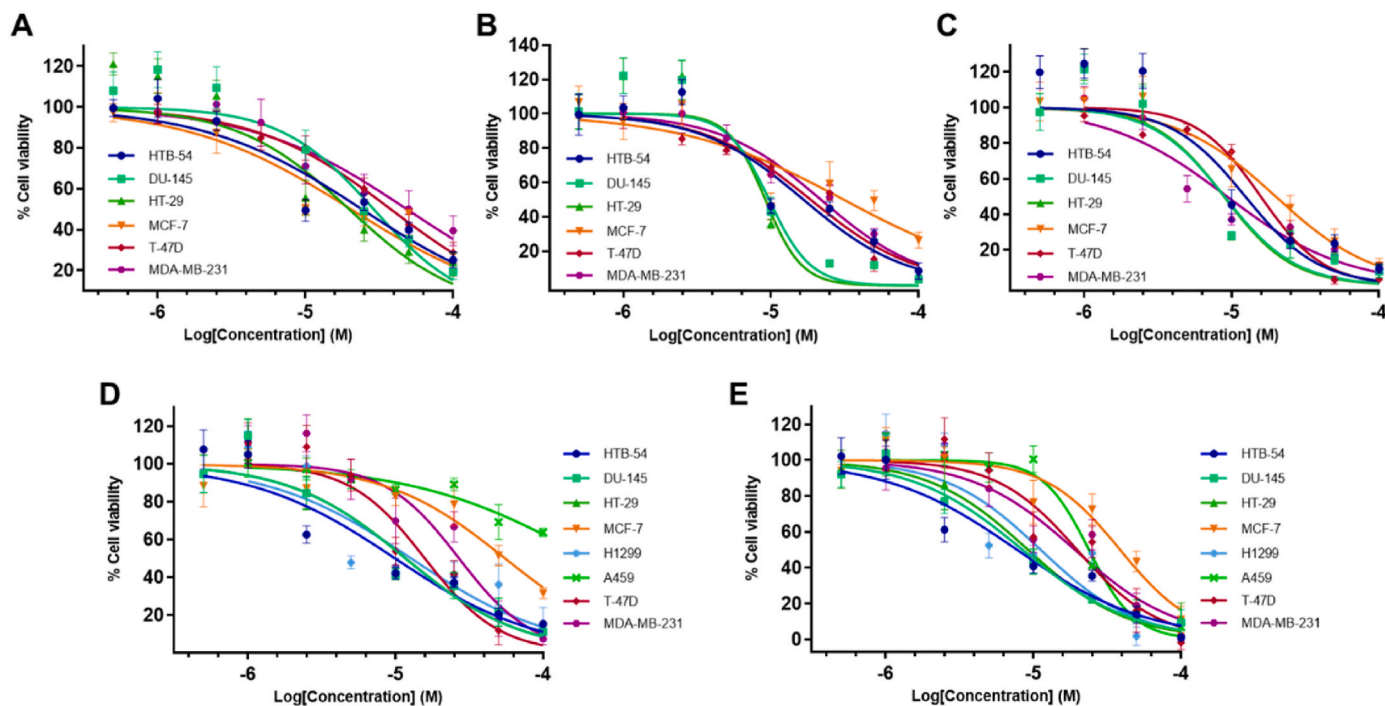 A
% Cell viability
120
100
80
60
40
20
HTB-54
DU-145
HT-29
MCF-7
T-47D
MDA-MB-231
-6
-5
-4
Log[Concentration] (M)
B
% Cell viability
140
120
100
80
60
40
20
HTB-54
DU-145
HT-29
MCF-7
T-47D
MDA-MB-231
-6
-5
-4
Log[Concentration] (M)
C
% Cell viability
120
100
80
60
40
20
HTB-54
DU-145
HT-29
MCF-7
T-47D
MDA-MB-231
-6
-5
-4
Log[Concentration] (M)
D
% Cell viability
120
100
80
60
40
20
-6
-5
-4
Log[Concentration] (M)
HTB-54
DU-145
HT-29
MCF-7
H1299
A459
T-47D
MDA-MB-231
E
% Cell viability
120
100
80
60
40
20
0
-6
-5
-4
Log[Concentration] (M)
HTB-54
DU-145
HT-29
MCF-7
H1299
A459
T-47D
MDA-MB-231